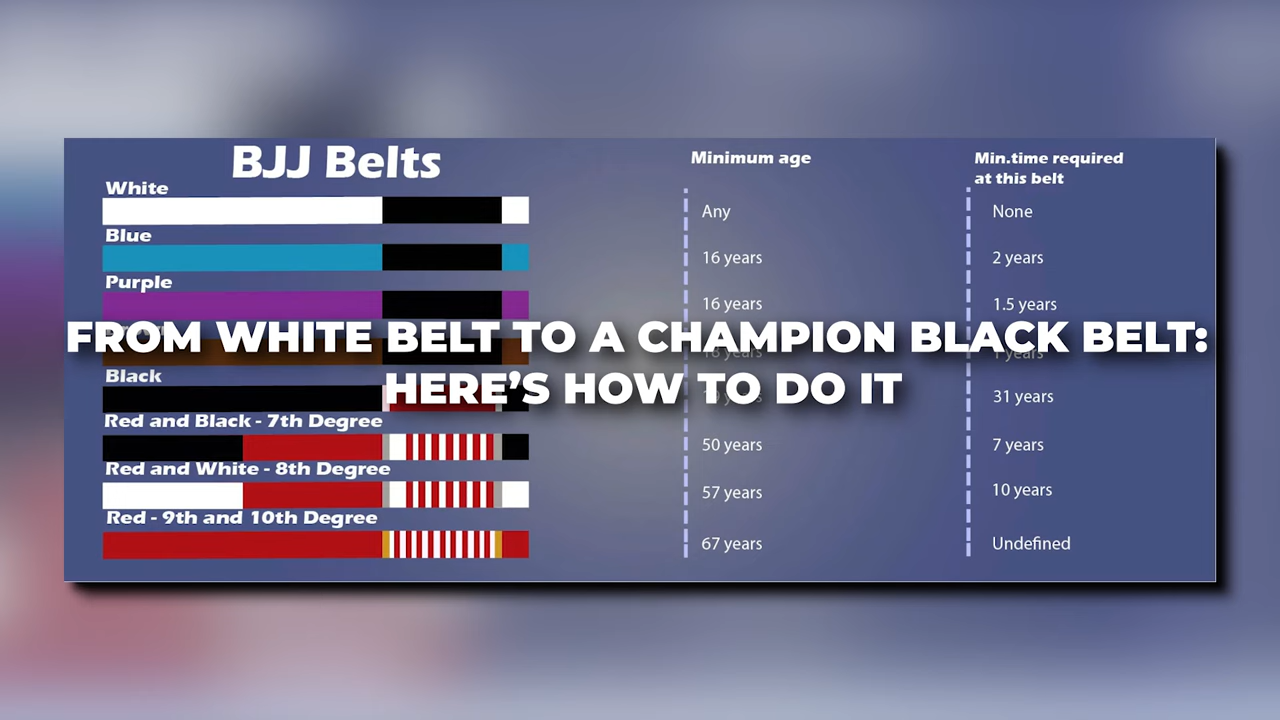 BJJ Belts
Minimum age
Min.time required
at this belt
White
Any
None
Blue
16 years
2 years
Purple
16 years
1.5 years
FROM WHITE BELT TO A CHAMPION BLACK BELT:
HERE’S HOW TO DO IT
Black
31 years
Red and Black - 7th Degree
50 years
7 years
Red and White - 8th Degree
57 years
10 years
Red - 9th and 10th Degree
67 years
Undefined